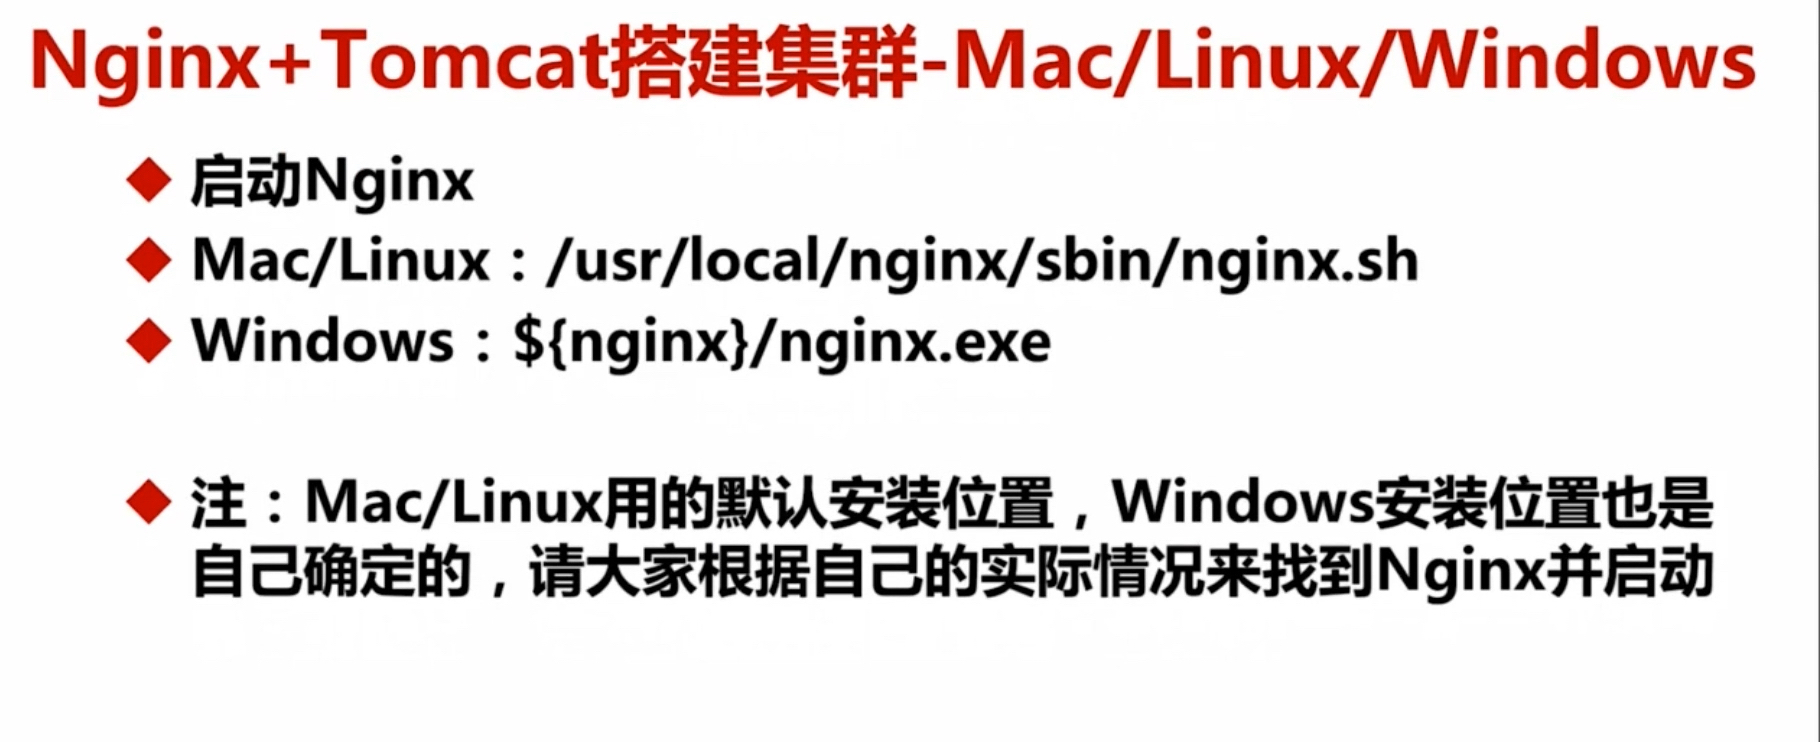 Nginx+Tomcat搭建集群-Mac/Linux/Windows
启动Nginx
Mac/Linux：/usr/local/nginx/sbin/nginx.sh
Windows：${nginx}/nginx.exe
注：Mac/Linux用的默认安装位置，Windows安装位置也是
自己确定的，请大家根据自己的实际情况来找到Nginx并启动